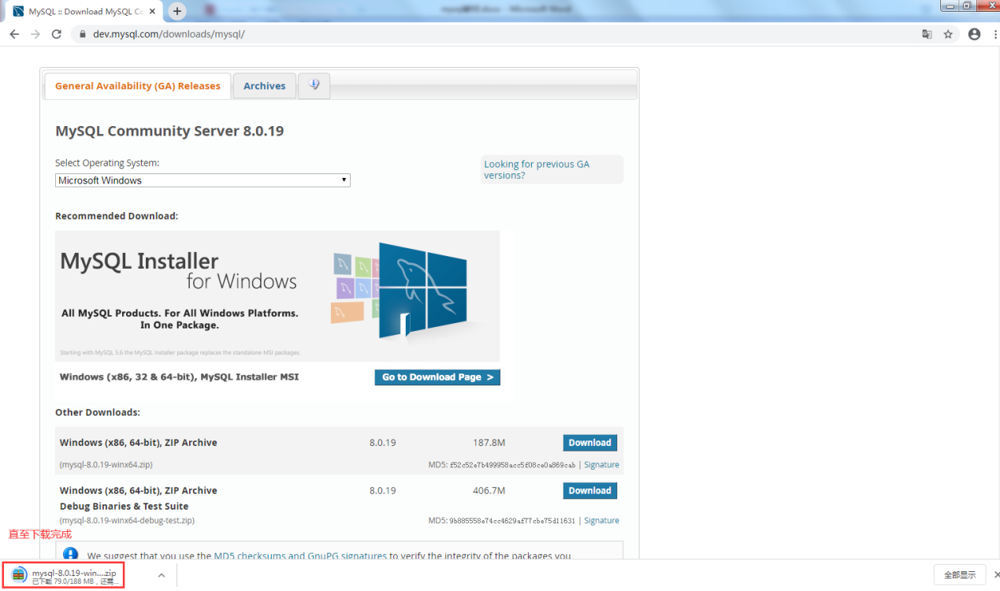 MySQL :: Download MySQL Co
dev.mysql.com/downloads/mysql/
General Availability (GA) Releases
Archives
MySQL Community Server 8.0.19
Select Operating System:
Looking for previous GA
versions?
Microsoft Windows
Recommended Download:
MySQL Installer
for Windows
All MySQL Products. For All Windows Platforms.
In One Package.
Starting with MySQL 5.6 the MySQL Installer package replaces the standalone MSI packages.
Windows (x86, 32 & 64-bit), MySQL Installer MSI
Go to Download Page >
Other Downloads:
Windows (x86, 64-bit), ZIP Archive 8.0.19 187.8M Download
(mysql-8.0.19-winx64.zip) MD5: f52c52e7b499958acc5f08ce0a869cab | Signature
Windows (x86, 64-bit), ZIP Archive 8.0.19 406.7M Download
Debug Binaries & Test Suite
(mysql-8.0.19-winx64-debug-test.zip) MD5: 9b885558e74cc4629af77cbe75d11631 | Signature
直至下载完成
We suggest that you use the MD5 checksums and GnuPG signatures to verify the integrity of the packages you
mysql-8.0.19-win....zip
已下载 79.0/188 MB，还需...
全部显示